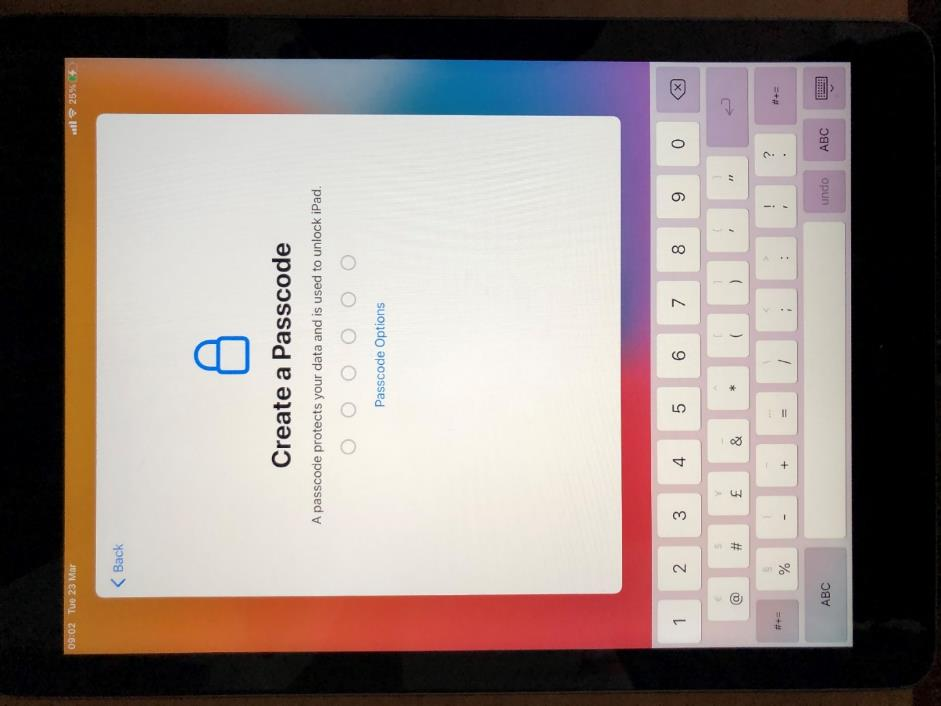 09:02 Tue 23 Mar
25%
Back
Create a Passcode
A passcode protects your data and is used to unlock iPad.
Passcode Options
1 2 3 4 5 6 7 8 9 0
@ # £ & * ( ) ' "
#+= % - + = / ; : ! , ? . #+=
ABC undo ABC